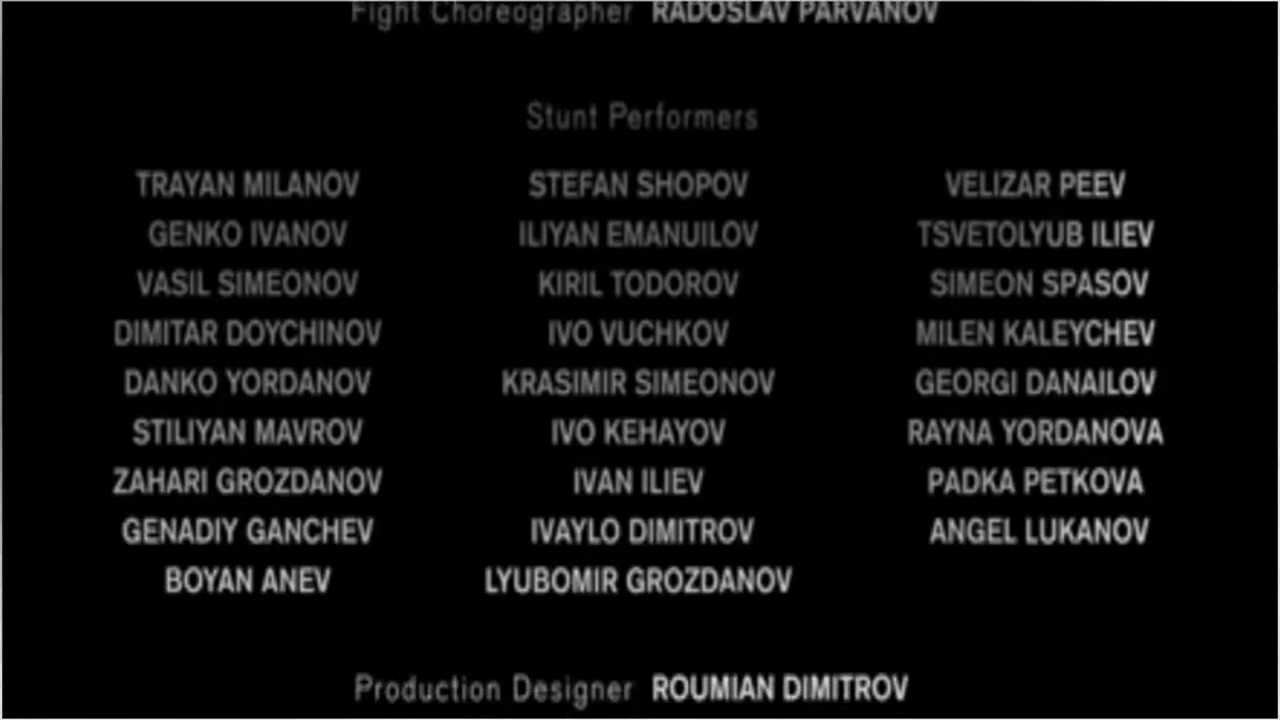 Fight Choreographer RADOSLAV PARVANOV
Stunt Performers
TRAYAN MILANOV STEFAN SHOPOV VELIZAR PEEV
GENKO IVANOV ILIYAN EMANUILOV TSVETOLYUB ILIEV
VASIL SIMEONOV KIRIL TODOROV SIMEON SPASOV
DIMITAR DOYCHINOV IVO VUCHKOV MILEN KALEYCHEV
DANKO YORDANOV KRASIMIR SIMEONOV GEORGI DANAILOV
STILIYAN MAVROV IVO KEHAYOV RAYNA YORDANOVA
ZAHARI GROZDANOV IVAN ILIEV PADKA PETKOVA
GENADIY GANCHEV IVAYLO DIMITROV ANGEL LUKANOV
BOYAN ANEV LYUBOMIR GROZDANOV
Production Designer ROUMIAN DIMITROV